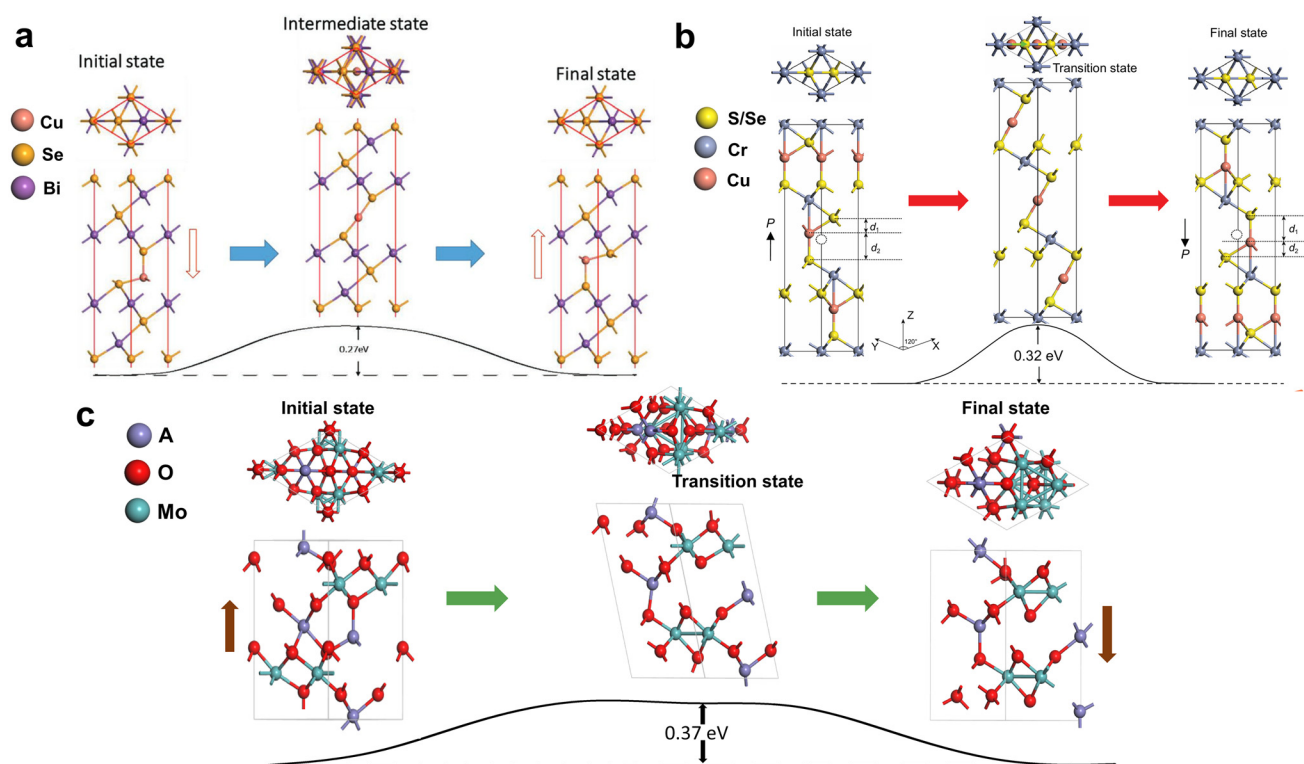 a
Initial state
Intermediate state
Final state
Cu
Se
Bi
0.27eV
b
Initial state
Transition state
Final state
S/Se
Cr
Cu
P
d1
d2
d1
d2
P
Z
Y
120°
X
0.32 eV
c
Initial state
Transition state
Final state
A
O
Mo
0.37 eV